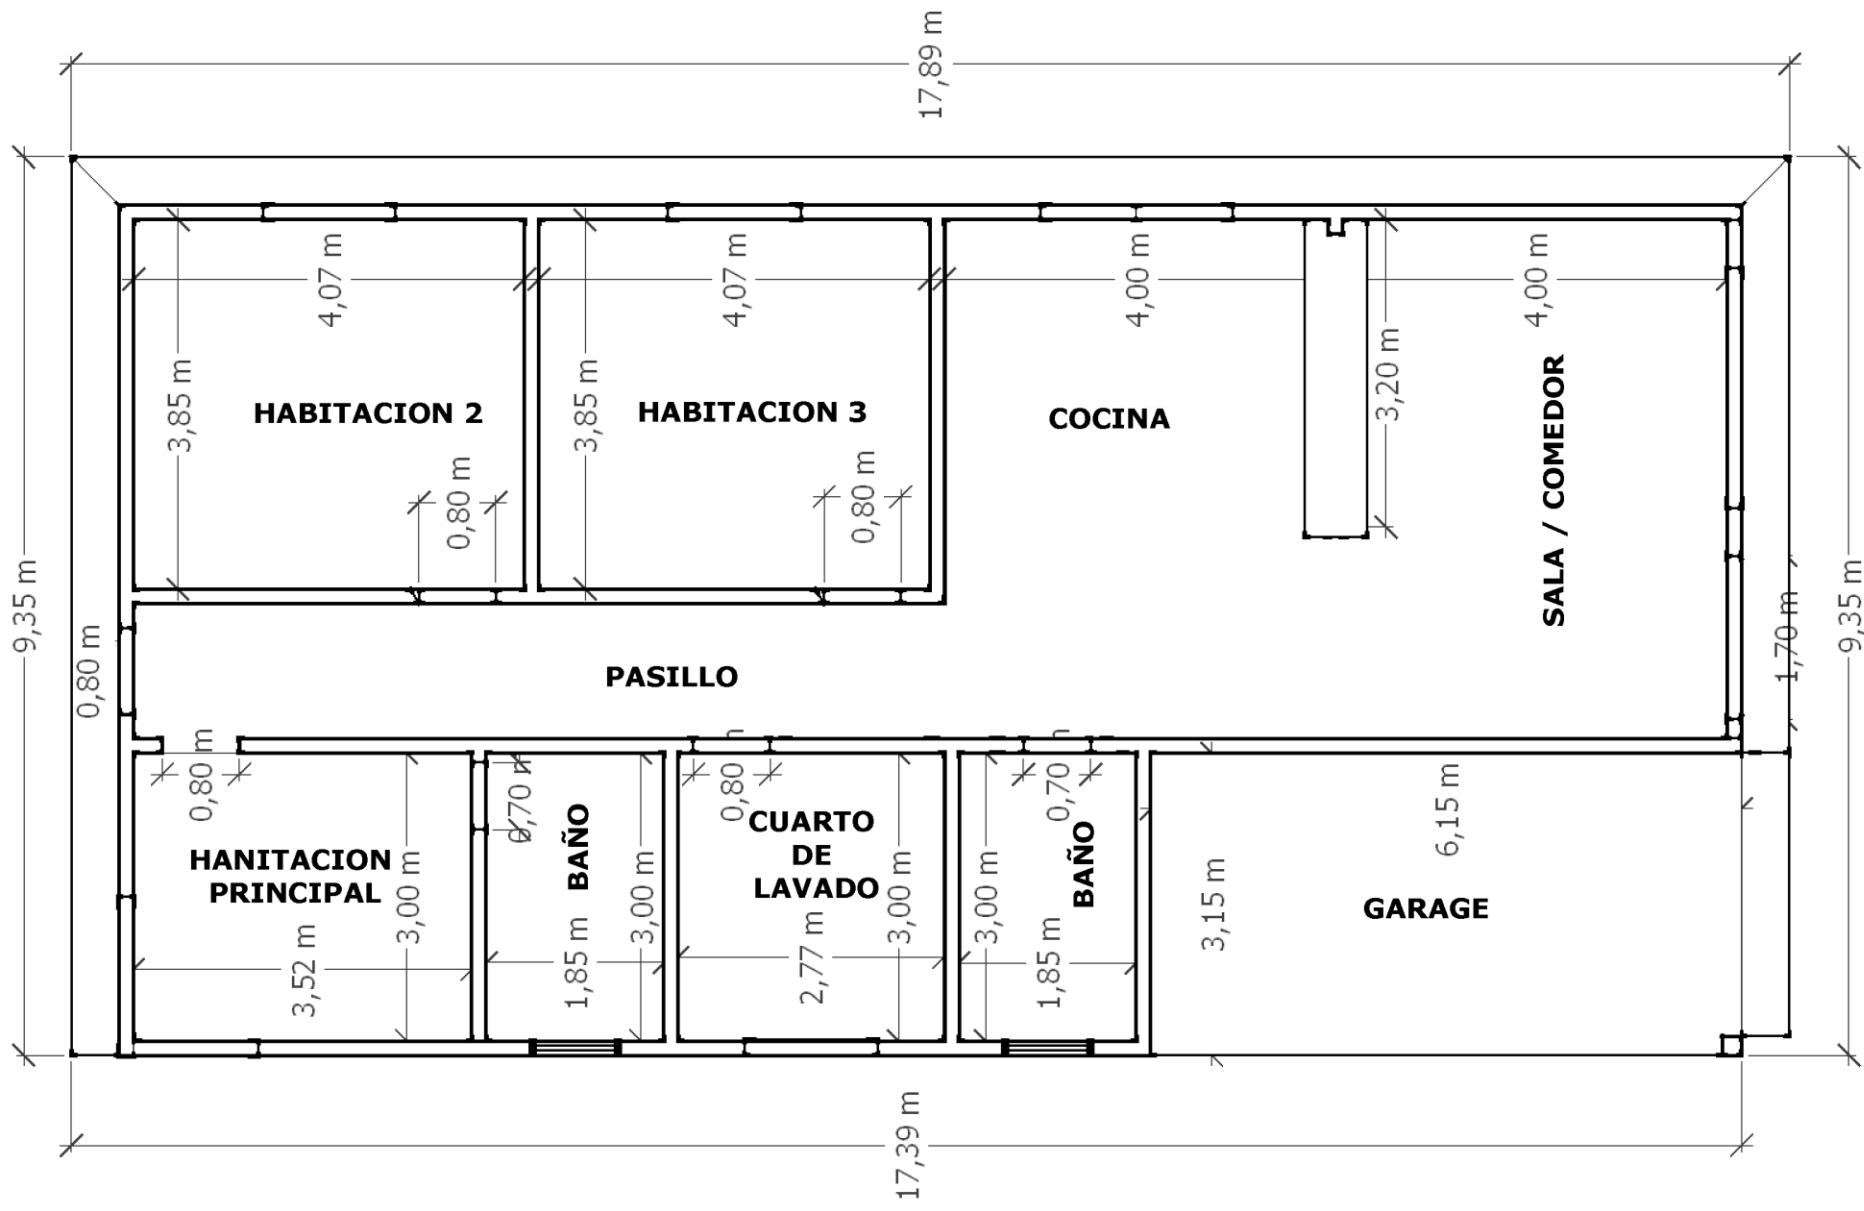 17,89 m
9,35 m
9,35 m
4,07 m
4,07 m
4,00 m
4,00 m
3,85 m
3,85 m
3,20 m
HABITACION 2
HABITACION 3
COCINA
SALA / COMEDOR
0,80 m
0,80 m
0,80 m
1,70 m
PASILLO
0,80 m
0,70 m
0,80 m
0,70 m
HANITACION
PRINCIPAL
3,00 m
3,52 m
BAÑO
3,00 m
1,85 m
CUARTO
DE
LAVADO
3,00 m
2,77 m
BAÑO
3,00 m
1,85 m
6,15 m
3,15 m
GARAGE
17,39 m